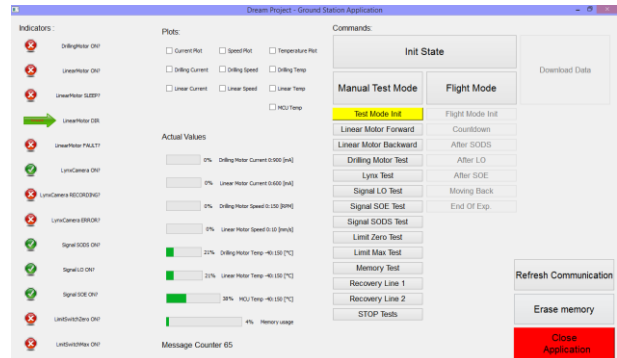 Dream Project - Ground Station Application
Indicators :
DrillingMotor ON?
LinearMotor ON?
LinearMotor SLEEP?
LinearMotor DIR
LinearMotor FAULT?
LynxCamera ON?
LynxCamera RECORDING?
LynxCamera ERROR?
Signal SODS ON?
Signal LO ON?
Signal SOE ON?
LimitSwitchZero ON?
LimitSwitchMax ON?
Plots:
Current Plot Speed Plot Temperature Plot
Drilling Current Drilling Speed Drilling Temp
Linear Current Linear Speed Linear Temp
MCU Temp
Actual Values
0% Drilling Motor Current 0:900 [mA]
0% Linear Motor Current 0:600 [mA]
0% Drilling Motor Speed 0:150 [RPM]
0% Linear Motor Speed 0:10 [mm/s]
21% Drilling Motor Temp -40:150 [°C]
21% Linear Motor Temp -40:150 [°C]
38% MCU Temp -40:150 [°C]
4% Memory usage
Message Counter 65
Commands:
Init State
Manual Test Mode Flight Mode
Test Mode Init Flight Mode Init
Linear Motor Forward Countdown
Linear Motor Backward After SODS
Drilling Motor Test After LO
Lynx Test After SOE
Signal LO Test Moving Back
Signal SOE Test End Of Exp.
Signal SODS Test
Limit Zero Test
Limit Max Test
Memory Test
Recovery Line 1
Recovery Line 2
STOP Tests
Download Data
Refresh Communication
Erase memory
Close
Application